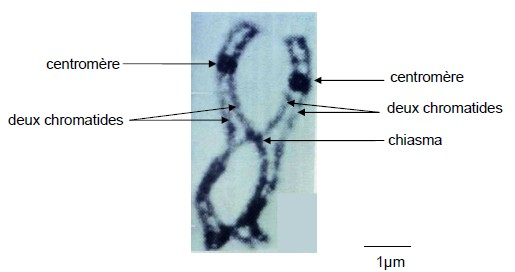 centromère
centromère
deux chromatides
deux chromatides
chiasma
1µm